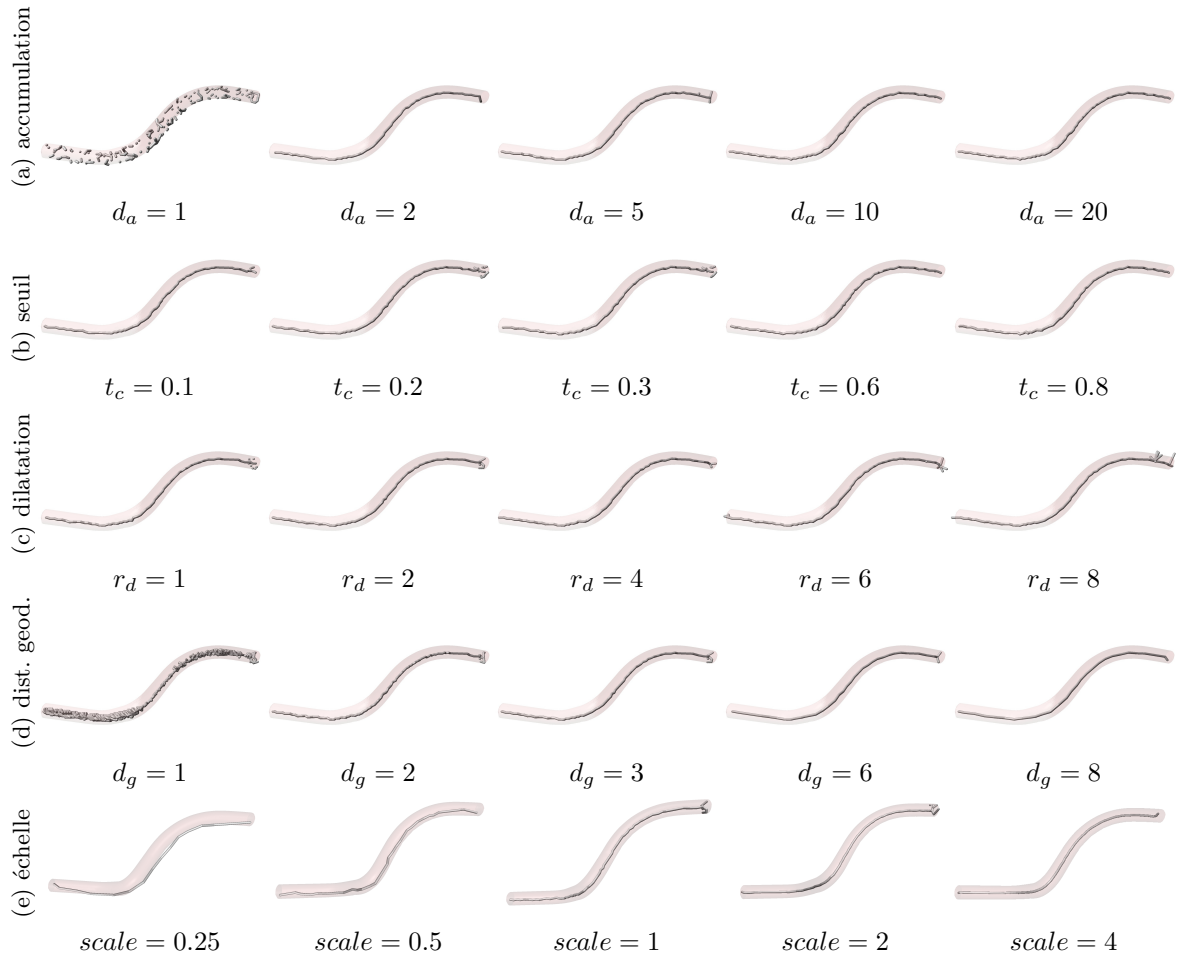 (a) accumulation
d_a = 1
d_a = 2
d_a = 5
d_a = 10
d_a = 20
(b) seuil
t_c = 0.1
t_c = 0.2
t_c = 0.3
t_c = 0.6
t_c = 0.8
(c) dilatation
r_d = 1
r_d = 2
r_d = 4
r_d = 6
r_d = 8
(d) dist. geod.
d_g = 1
d_g = 2
d_g = 3
d_g = 6
d_g = 8
(e) échelle
scale = 0.25
scale = 0.5
scale = 1
scale = 2
scale = 4